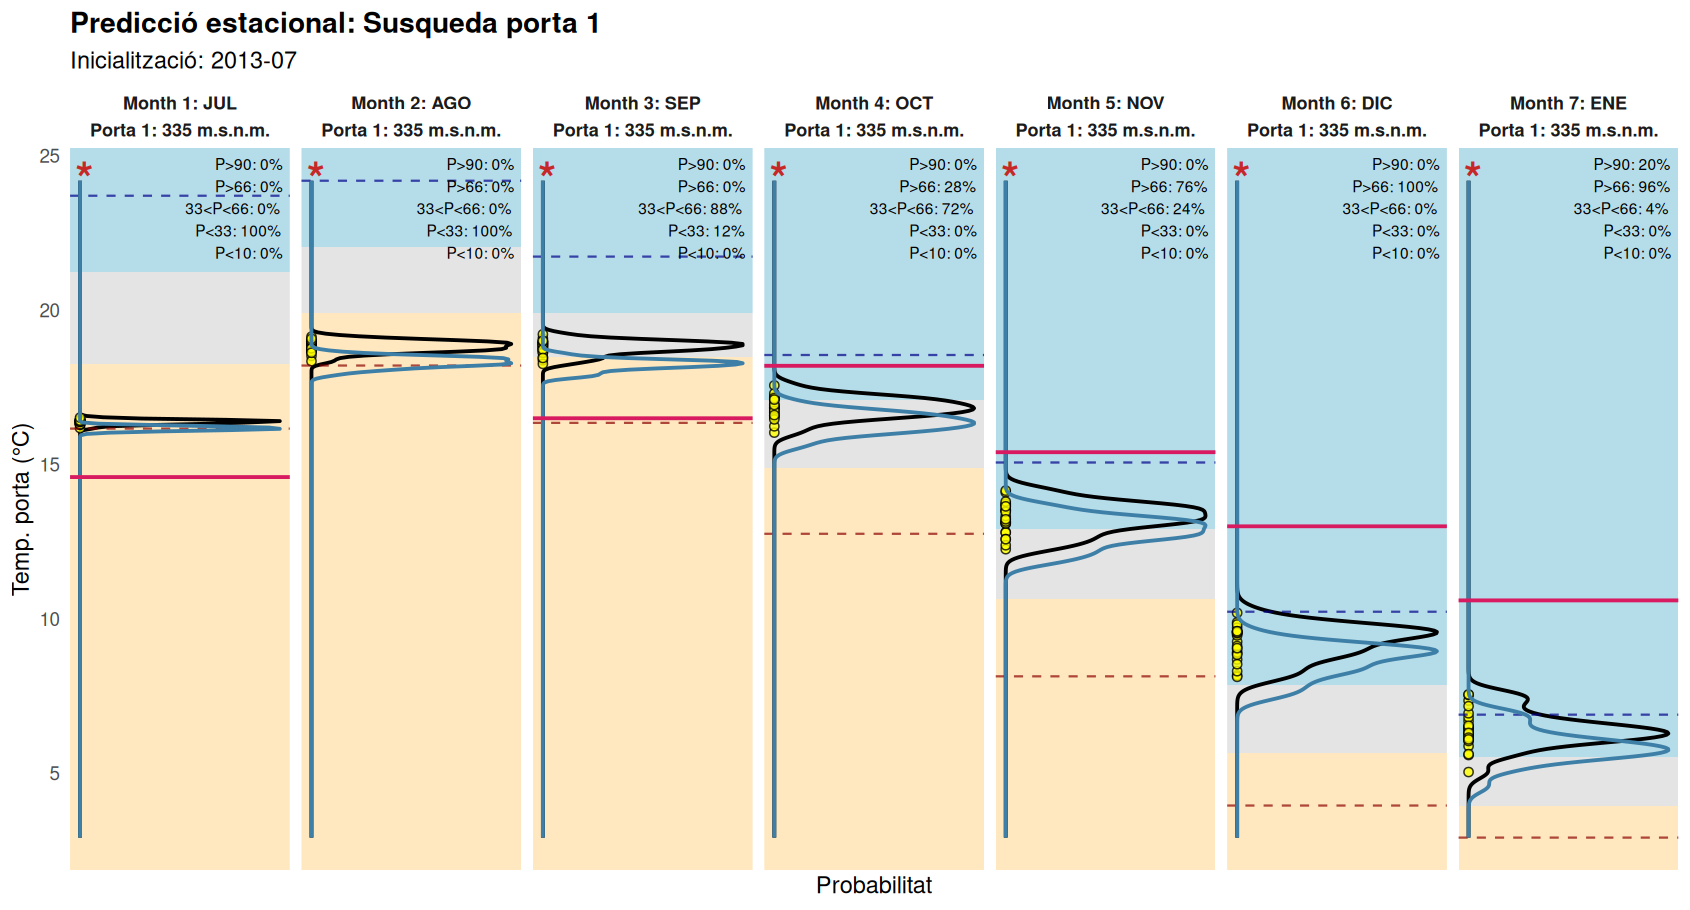 Predicció estacional: Susqueda porta 1
Inicialització: 2013-07
Month 1: JUL
Porta 1: 335 m.s.n.m.
Month 2: AGO
Porta 1: 335 m.s.n.m.
Month 3: SEP
Porta 1: 335 m.s.n.m.
Month 4: OCT
Porta 1: 335 m.s.n.m.
Month 5: NOV
Porta 1: 335 m.s.n.m.
Month 6: DIC
Porta 1: 335 m.s.n.m.
Month 7: ENE
Porta 1: 335 m.s.n.m.
Temp. porta (°C)
25
20
15
10
5
*
P>90: 0%
P>66: 0%
33<P<66: 0%
P<33: 100%
P<10: 0%
*
P>90: 0%
P>66: 0%
33<P<66: 0%
P<33: 100%
P<10: 0%
*
P>90: 0%
P>66: 0%
33<P<66: 88%
P<33: 12%
P<10: 0%
*
P>90: 0%
P>66: 28%
33<P<66: 72%
P<33: 0%
P<10: 0%
*
P>90: 0%
P>66: 76%
33<P<66: 24%
P<33: 0%
P<10: 0%
*
P>90: 0%
P>66: 100%
33<P<66: 0%
P<33: 0%
P<10: 0%
*
P>90: 20%
P>66: 96%
33<P<66: 4%
P<33: 0%
P<10: 0%
Probabilitat